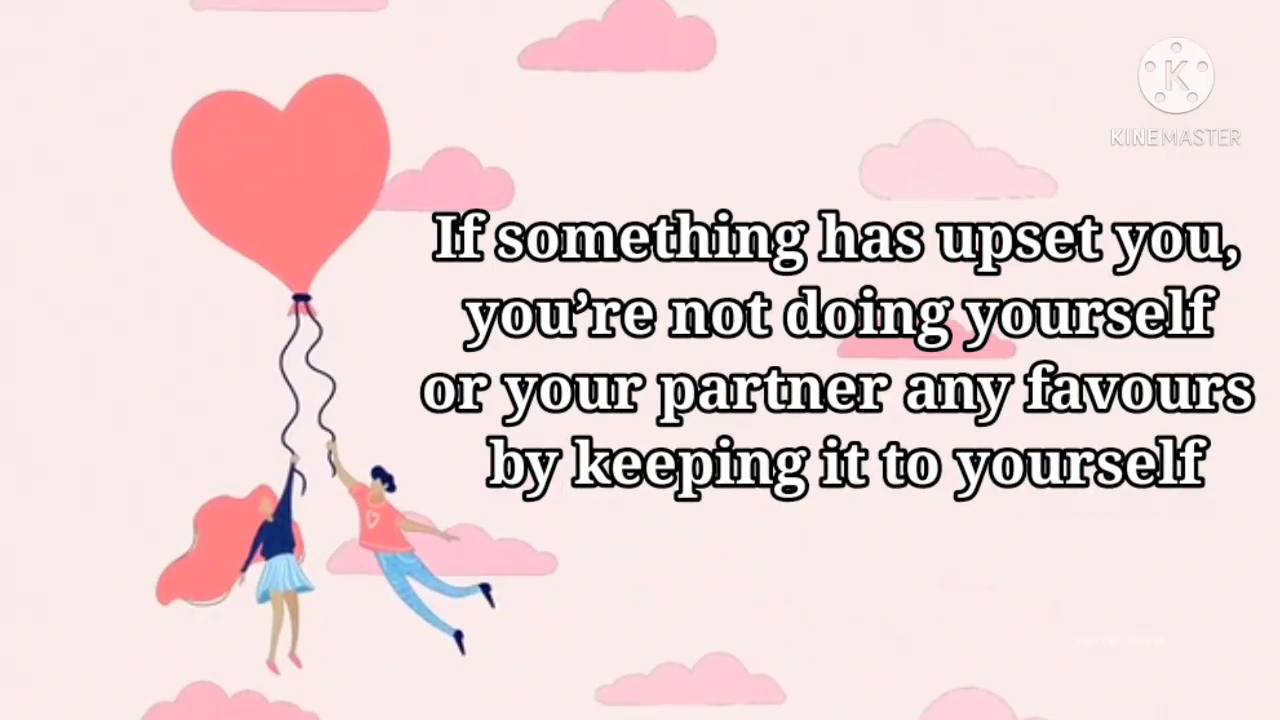 KINEMASTER
If something has upset you,
you’re not doing yourself
or your partner any favours
by keeping it to yourself